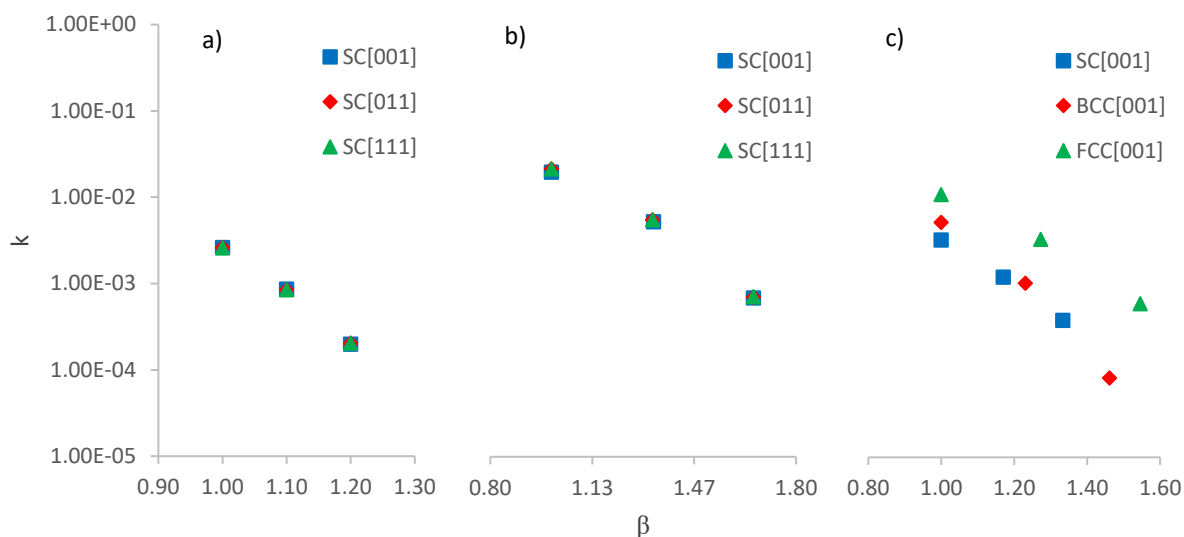 1.00E+00
1.00E-01
1.00E-02
1.00E-03
1.00E-04
1.00E-05
k
a)
SC[001]
SC[011]
SC[111]
0.90 1.00 1.10 1.20 1.30
b)
SC[001]
SC[011]
SC[111]
0.80 1.13 1.47 1.80
c)
SC[001]
BCC[001]
FCC[001]
0.80 1.00 1.20 1.40 1.60
β